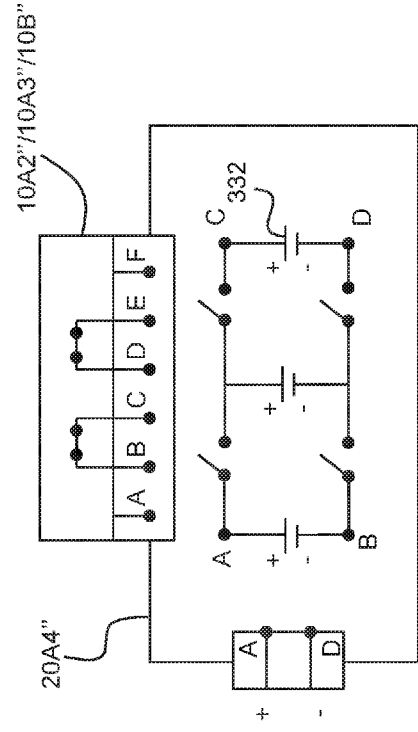 10A2"/10A3"/10B"
20A4"
A B C D E F
A C
+ + +
332
- - -
B D
+ A
- D